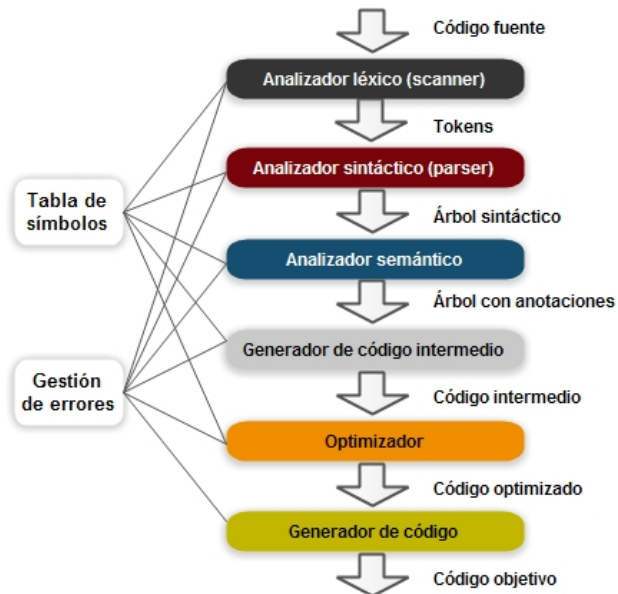 Código fuente
Analizador léxico (scanner)
Tokens
Analizador sintáctico (parser)
Tabla de
símbolos
Árbol sintáctico
Analizador semántico
Árbol con anotaciones
Generador de código intermedio
Gestión
de errores
Código intermedio
Optimizador
Código optimizado
Generador de código
Código objetivo